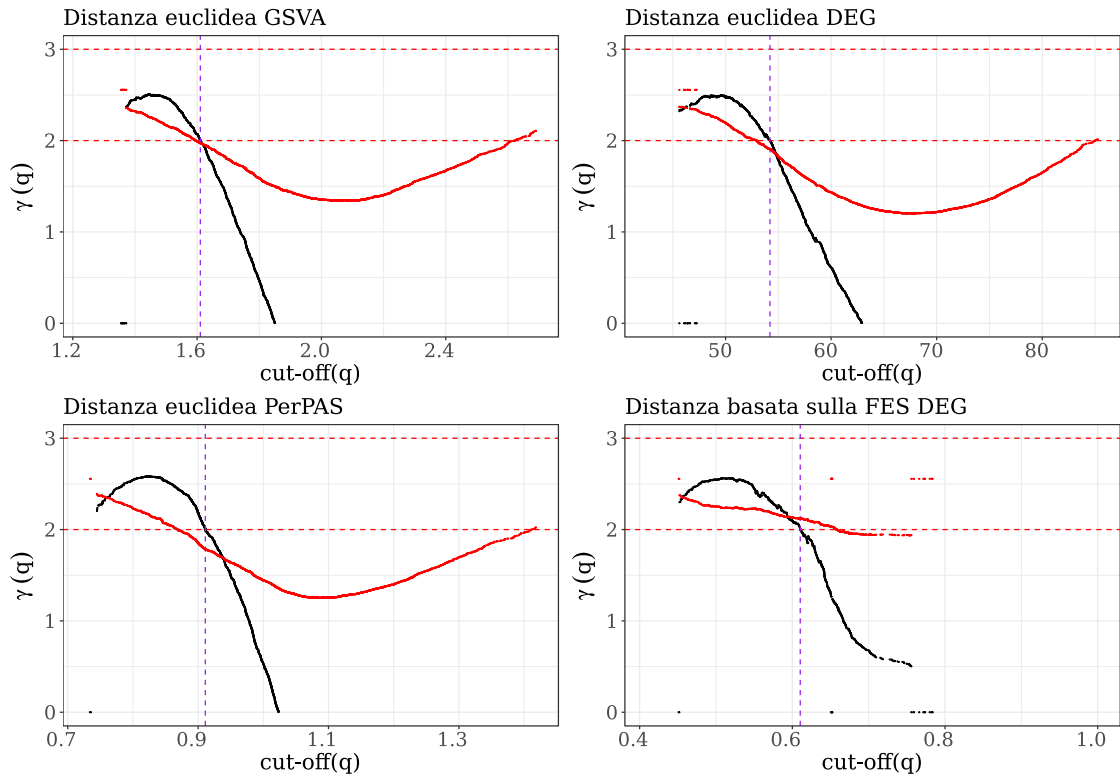 Distanza euclidea GSVA
3
2
1
0
γ (q)
1.2 1.6 2.0 2.4
cut-off(q)
Distanza euclidea DEG
3
2
1
0
γ (q)
50 60 70 80
cut-off(q)
Distanza euclidea PerPAS
3
2
1
0
γ (q)
0.7 0.9 1.1 1.3
cut-off(q)
Distanza basata sulla FES DEG
3
2
1
0
γ (q)
0.4 0.6 0.8 1.0
cut-off(q)